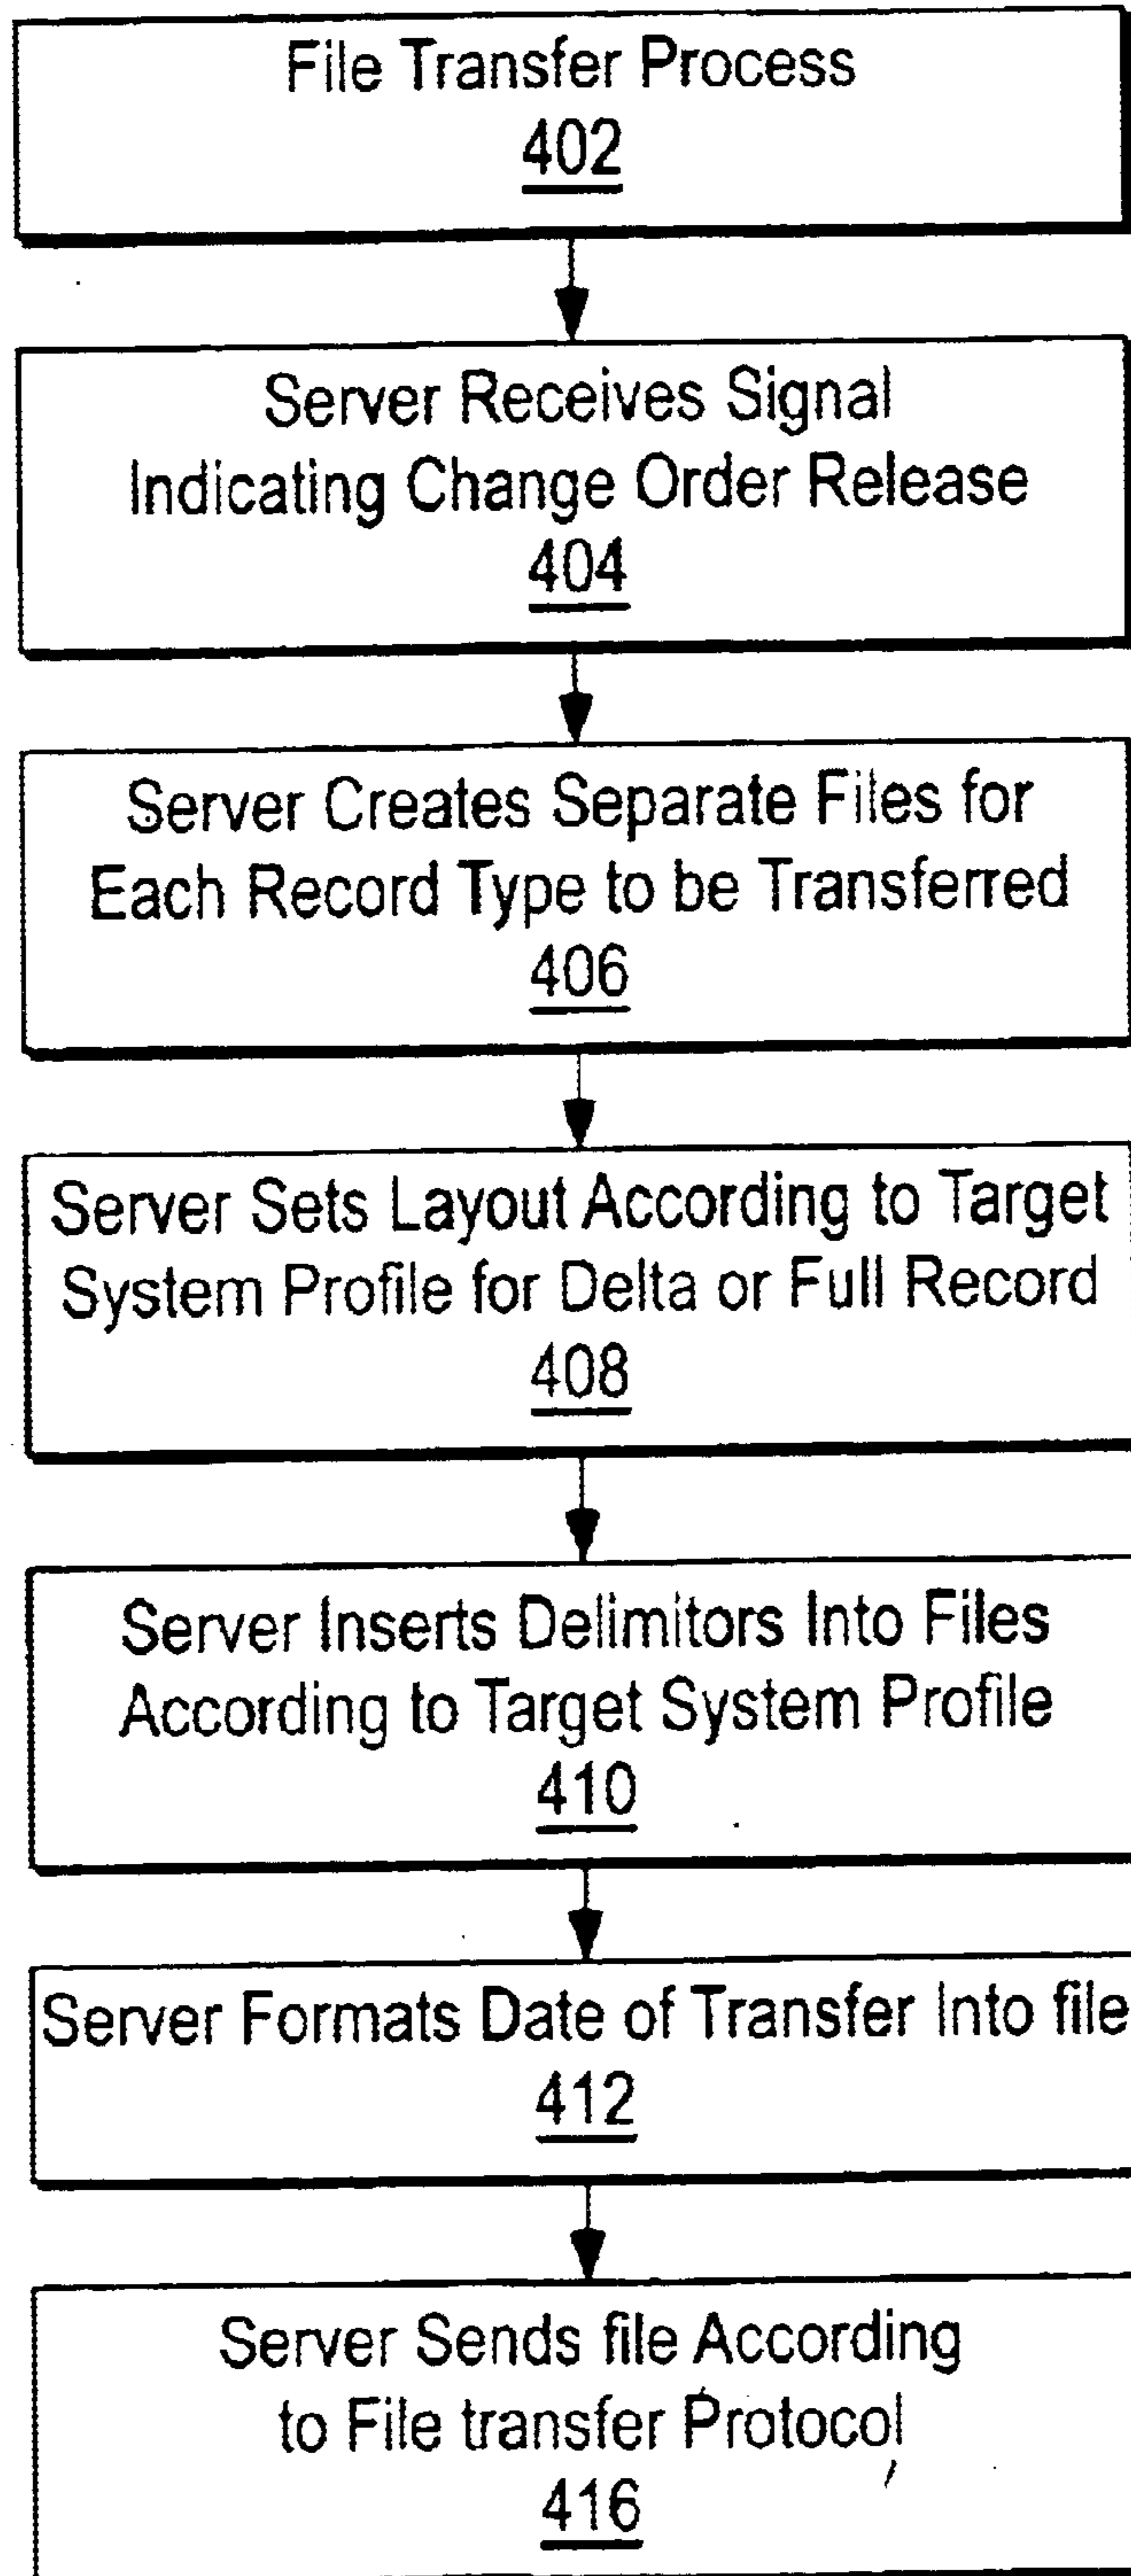 File Transfer Process
402
Server Receives Signal
Indicating Change Order Release
404
Server Creates Separate Files for
Each Record Type to be Transferred
406
Server Sets Layout According to Target
System Profile for Delta or Full Record
408
Server Inserts Delimitors Into Files
According to Target System Profile
410
Server Formats Date of Transfer Into file
412
Server Sends file According
to File transfer Protocol
416